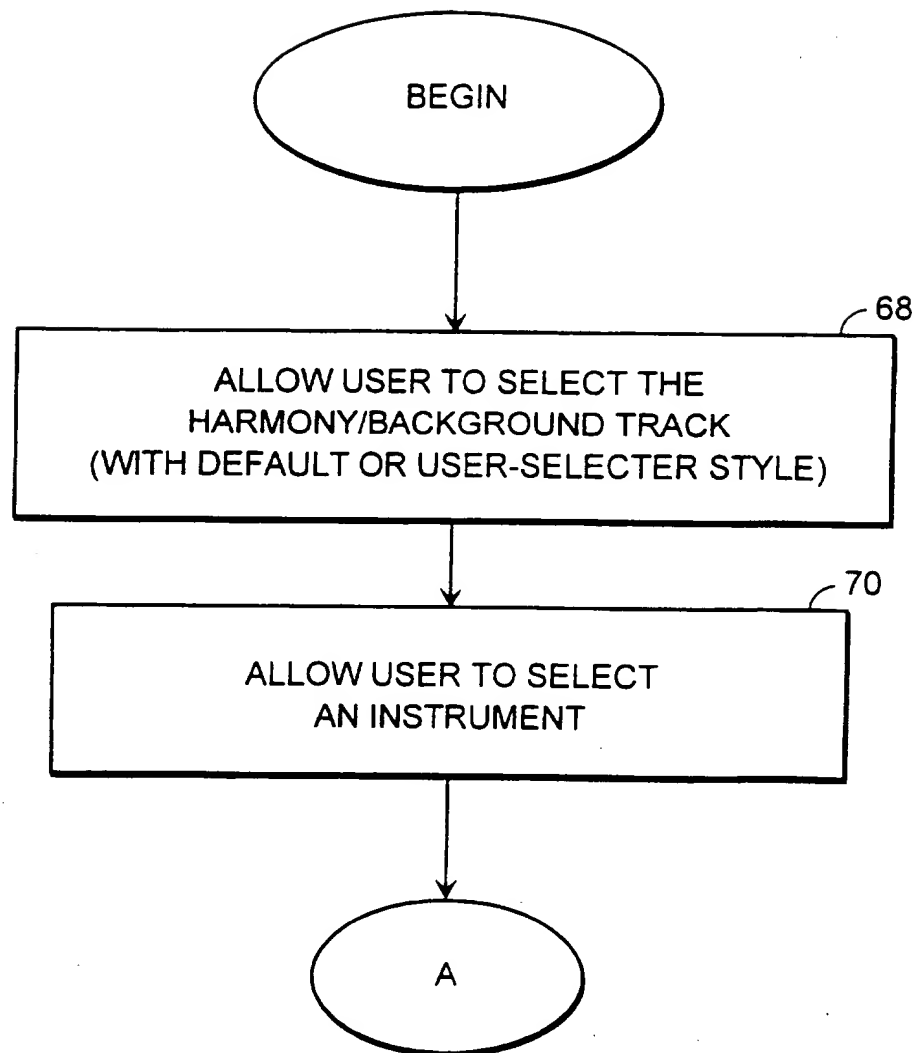 BEGIN
68
ALLOW USER TO SELECT THE
HARMONY/BACKGROUND TRACK
(WITH DEFAULT OR USER-SELECTER STYLE)
70
ALLOW USER TO SELECT
AN INSTRUMENT
A